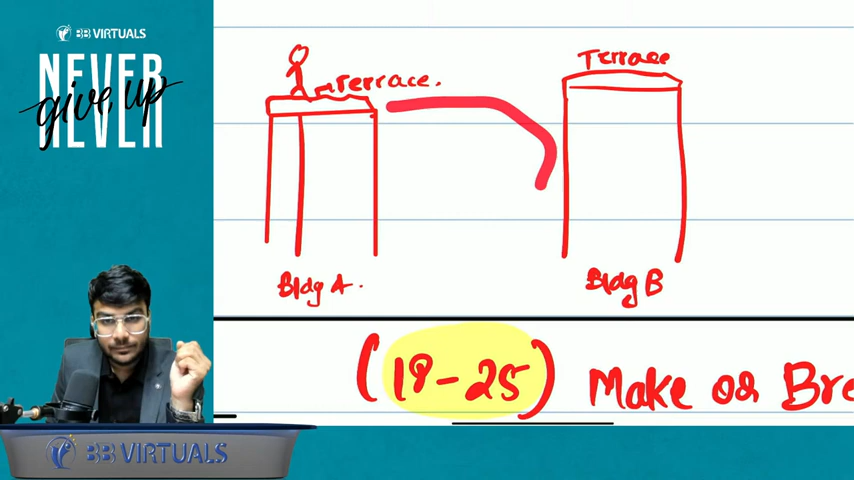 BB VIRTUALS
NEVER
give up
NEVER
Terrace.
Terrace
Bldg A.
Bldg B
(18-25) Make or Bre
BB VIRTUALS